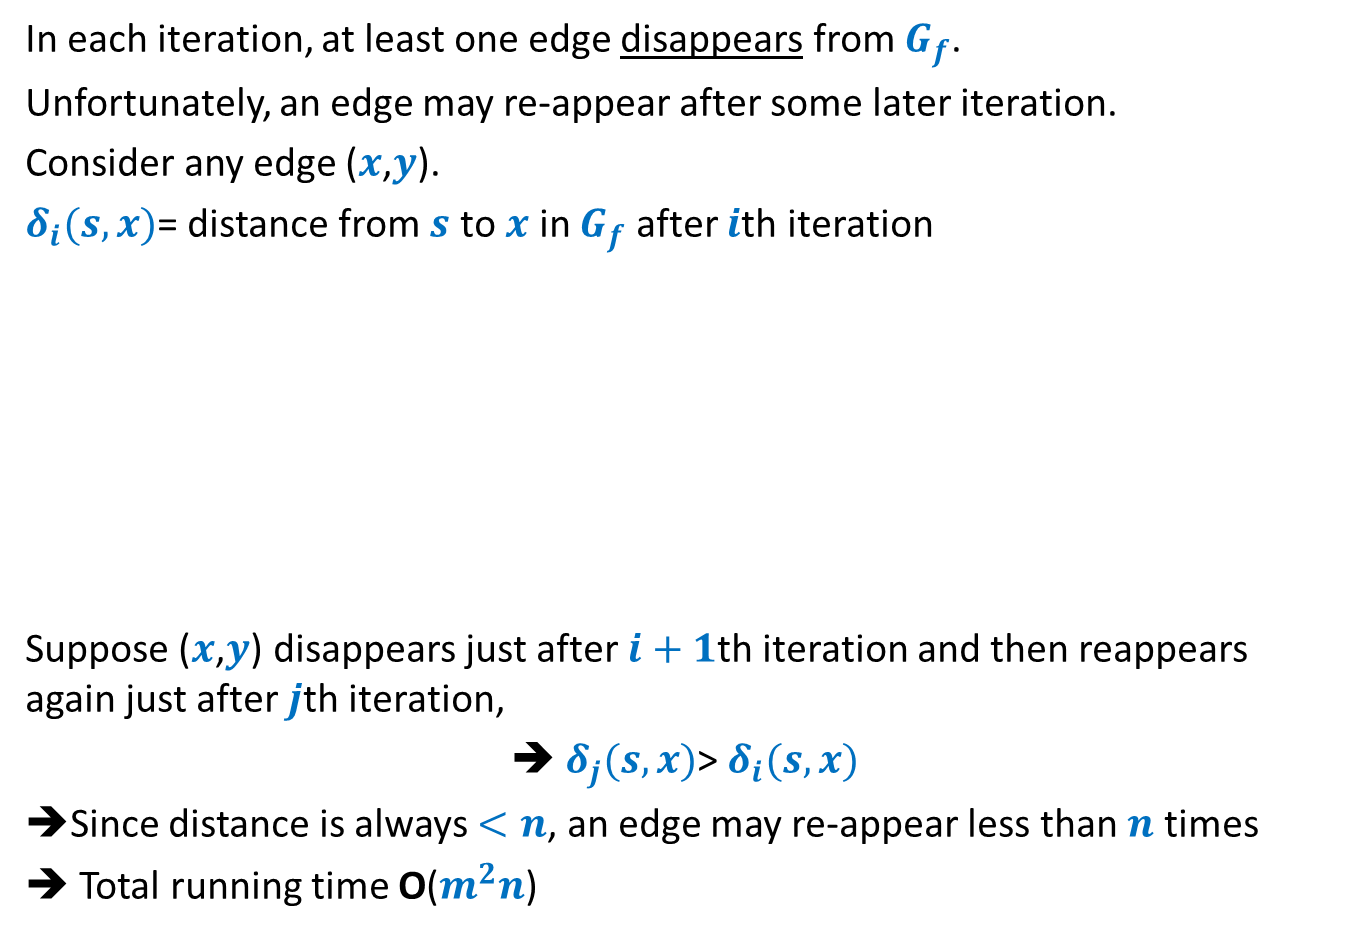 In each iteration, at least one edge disappears from G_f.
Unfortunately, an edge may re-appear after some later iteration.
Consider any edge (x,y).
δ_i(s, x)= distance from s to x in G_f after ith iteration
Suppose (x,y) disappears just after i + 1th iteration and then reappears
again just after jth iteration,
➔ δ_j(s, x)> δ_i(s, x)
➔Since distance is always < n, an edge may re-appear less than n times
➔ Total running time O(m²n)